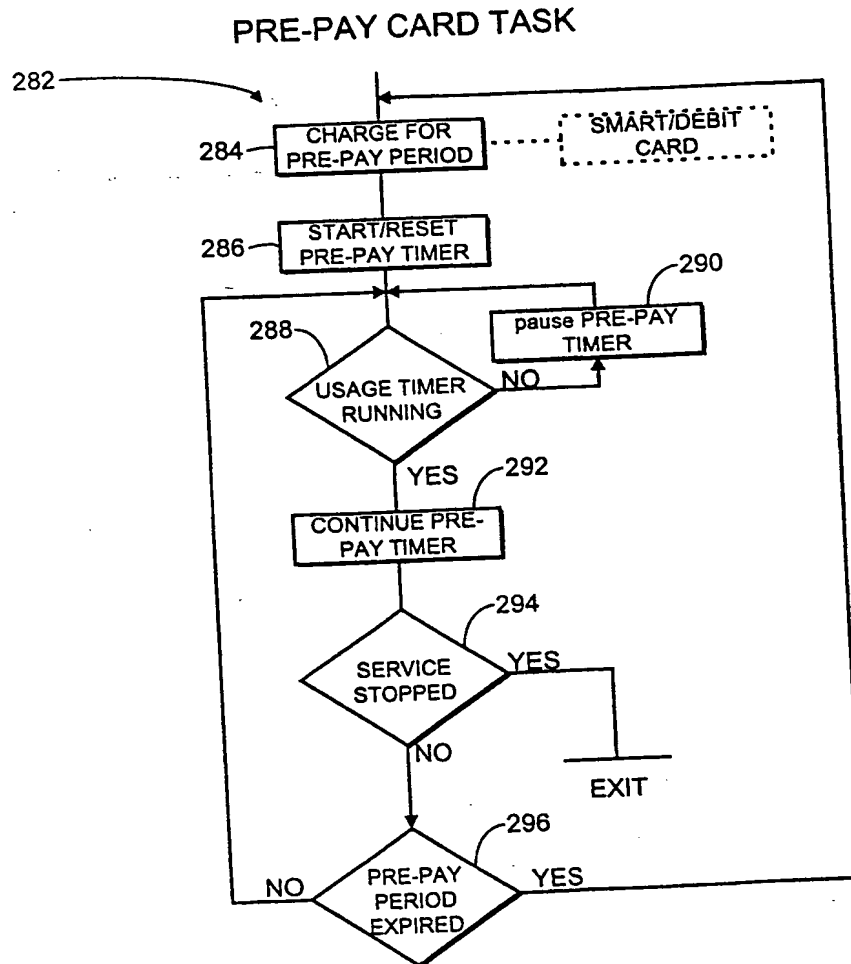 PRE-PAY CARD TASK
282
284
CHARGE FOR
PRE-PAY PERIOD
SMART/DEBIT
CARD
286
START/RESET
PRE-PAY TIMER
290
pause PRE-PAY
TIMER
288
USAGE TIMER
RUNNING
NO
YES
292
CONTINUE PRE-
PAY TIMER
294
SERVICE
STOPPED
YES
NO
EXIT
296
PRE-PAY
PERIOD
EXPIRED
NO
YES